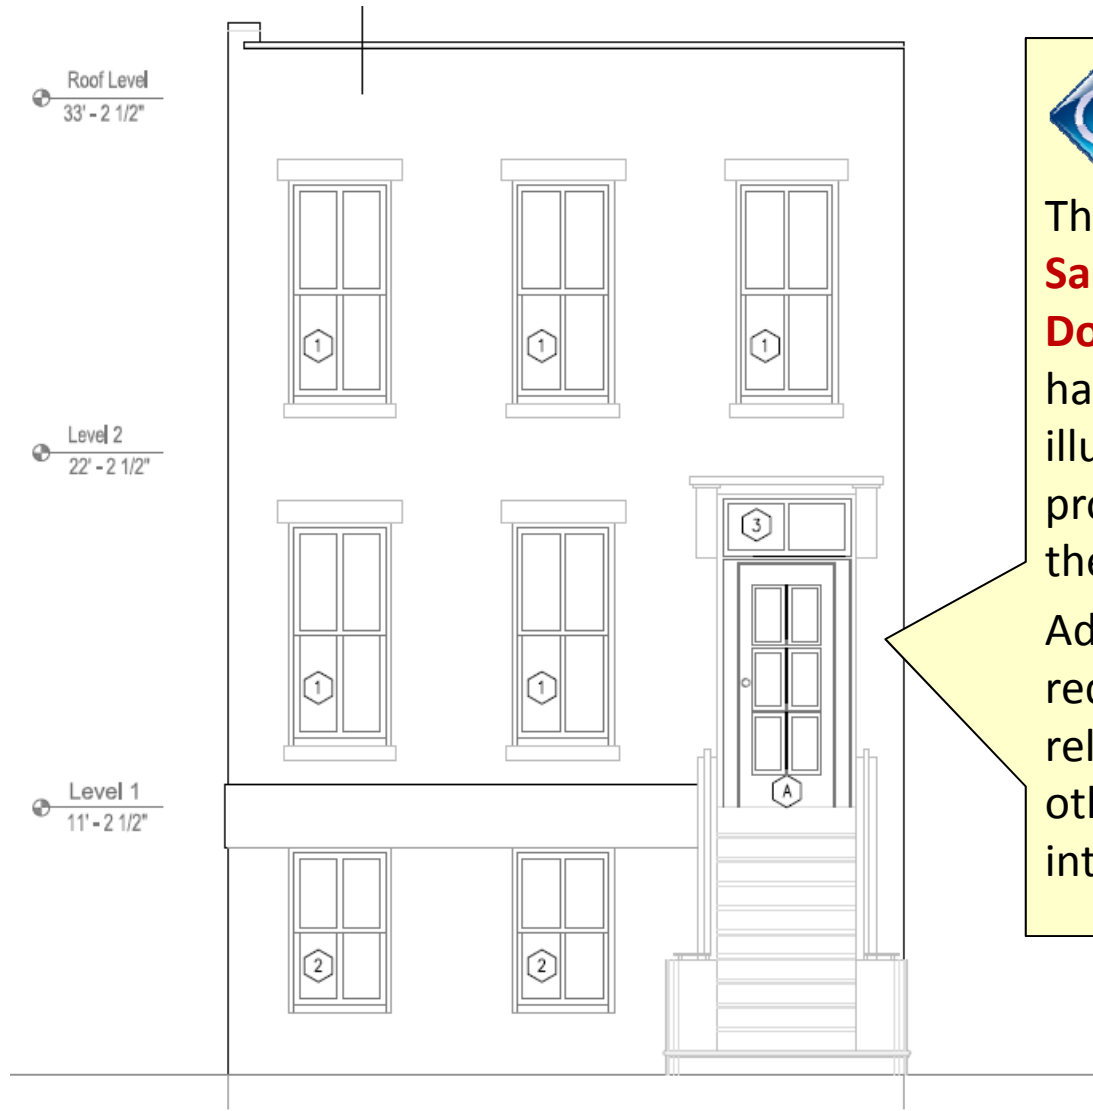 Roof Level
33' - 2 1/2"
1
1
1
Level 2
22' - 2 1/2"
3
1
1
Level 1
11' - 2 1/2"
A
2
2
Th
Sa
Do
ha
illu
pro
the
Ad
rec
rel
oth
int